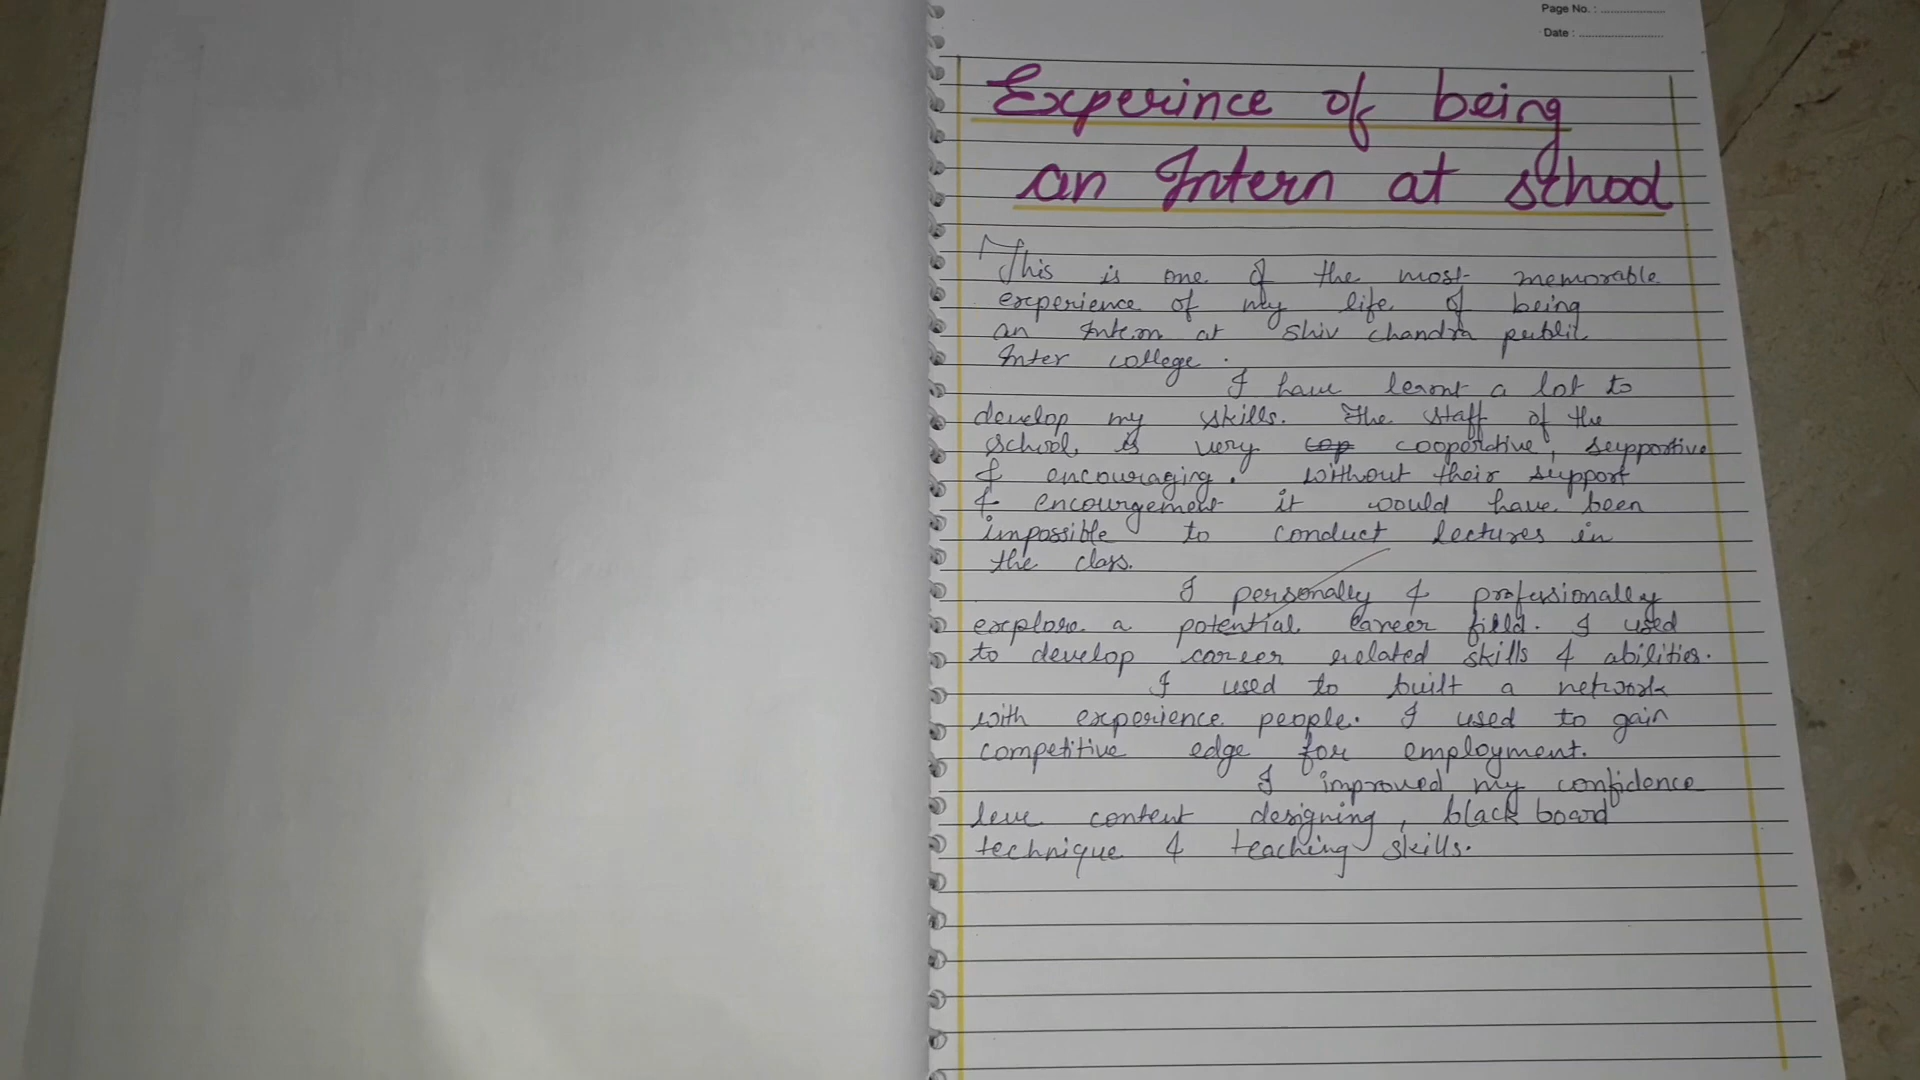 Page No. : ....................
Date : ..........................
Experince of being
an Intern at school
This is one of the most memorable
experience of my life of being
an Intern at Shiv Chandra public
Inter college.
I have lernt a lot to
develop my skills. The staff of the
school is very cop cooperative, supportive
& encouraging. Without their support
& encourgement it would have been
impossible to conduct lectures in
the class.
I personally & professionally
explore a potential career field. I used
to develop career related skills & abilities.
I used to built a network
with experience people. I used to gain
competitive edge for employment.
I improved my confidence
leve content designing, black board
technique & teaching skills.